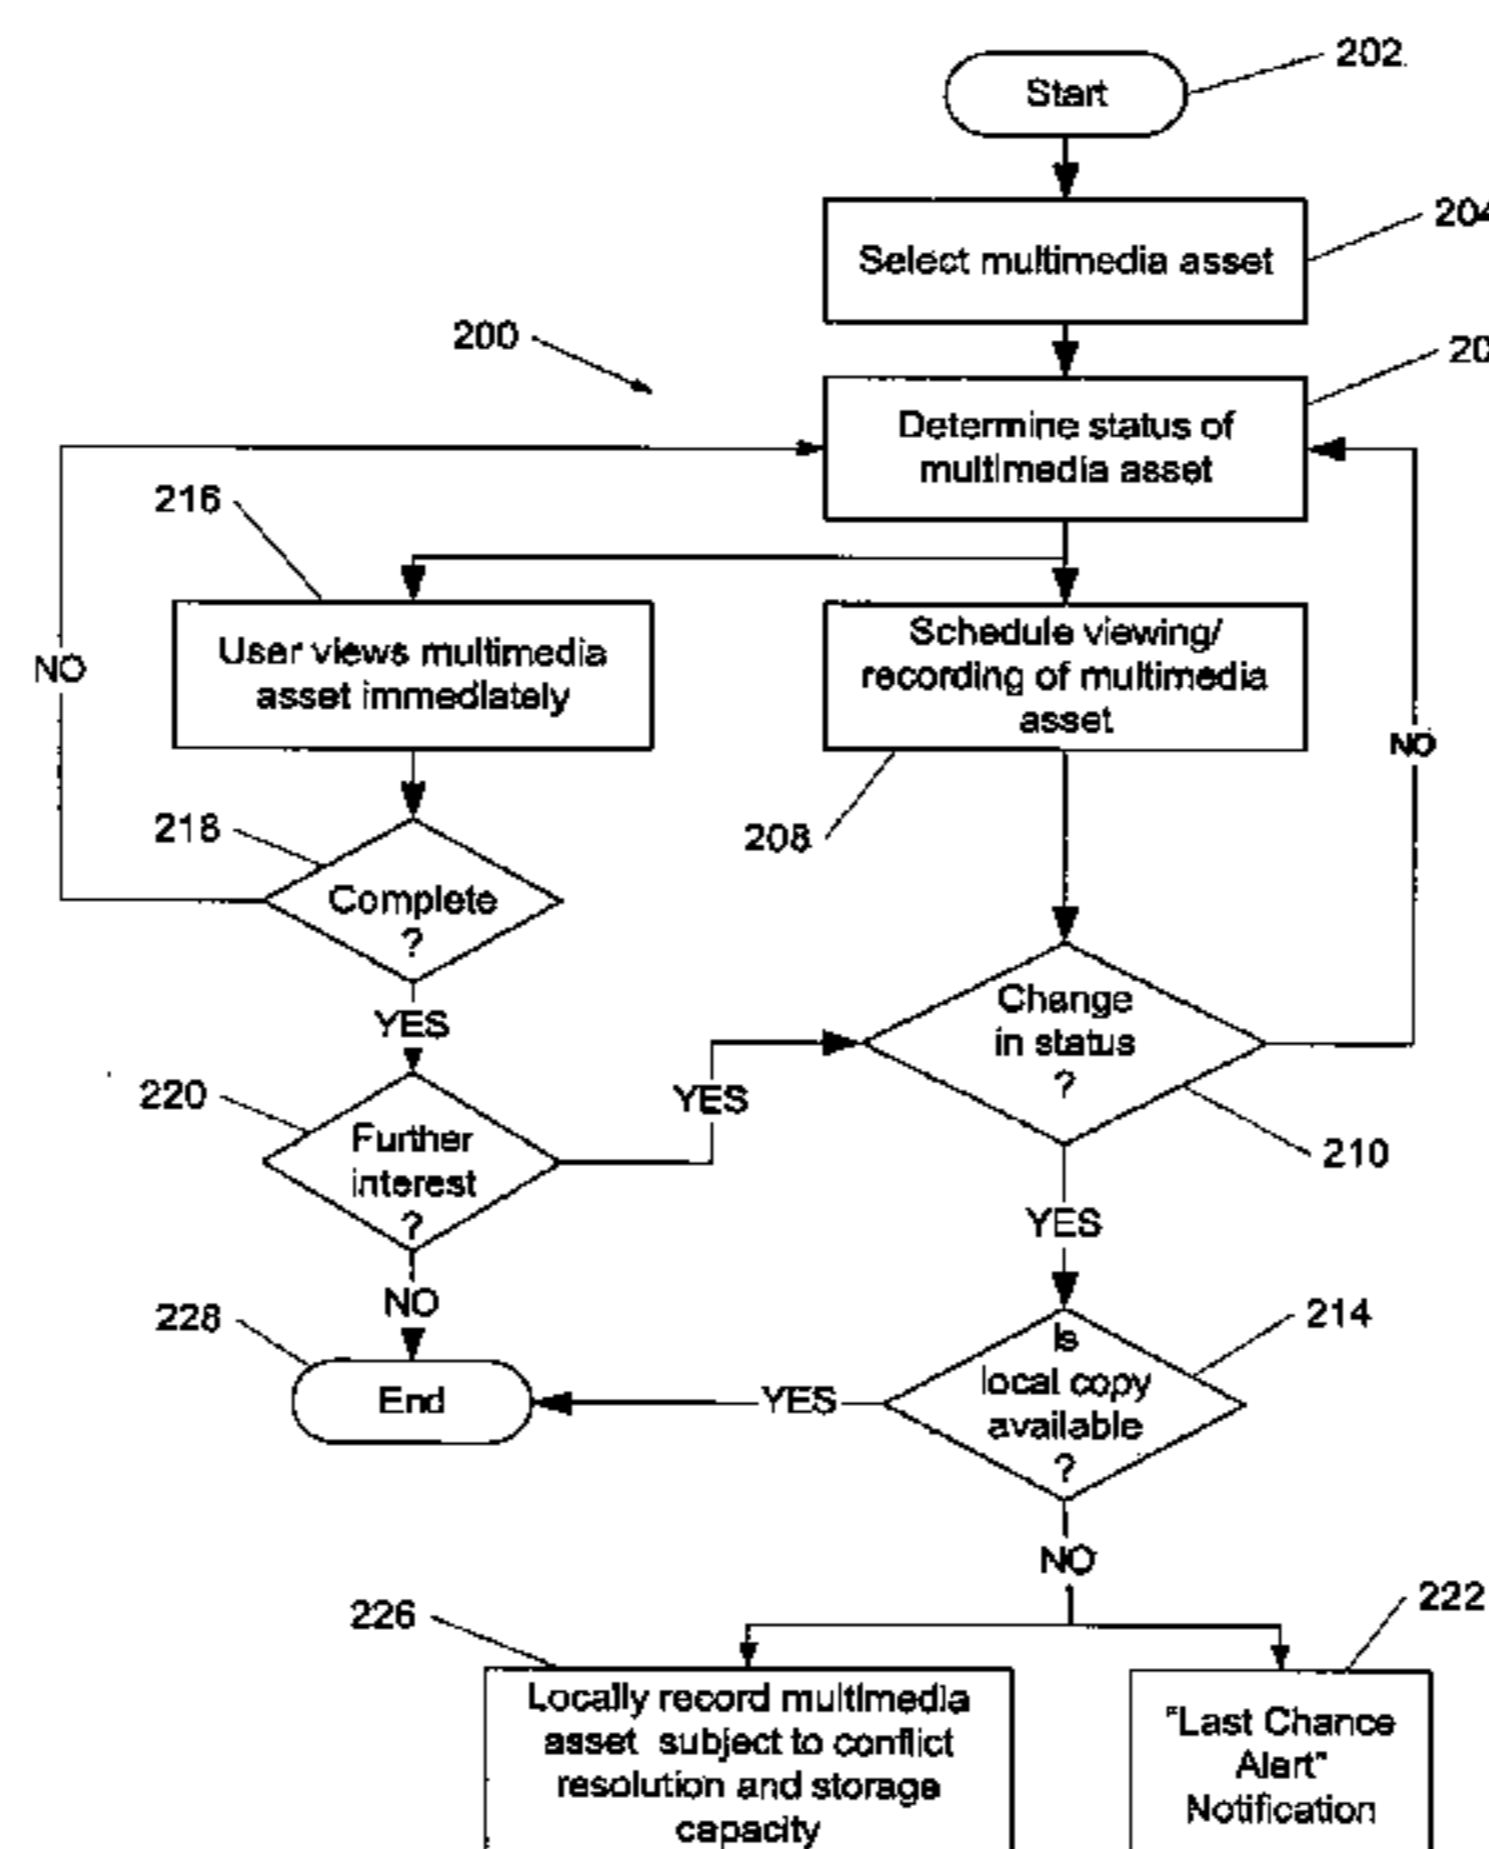 202
Start
204
Select multimedia asset
200
20
Determine status of
multimedia asset
216
User views multimedia
asset immediately
Schedule viewing/
recording of multimedia
asset
NO
NO
218
208
Complete
?
Change
in status
?
YES
220
YES
Further
interest
?
210
YES
NO
228
214
End
YES
Is
local copy
available
?
NO
226
222
Locally record multimedia
asset subject to conflict
resolution and storage
capacity
"Last Chance
Alert"
Notification